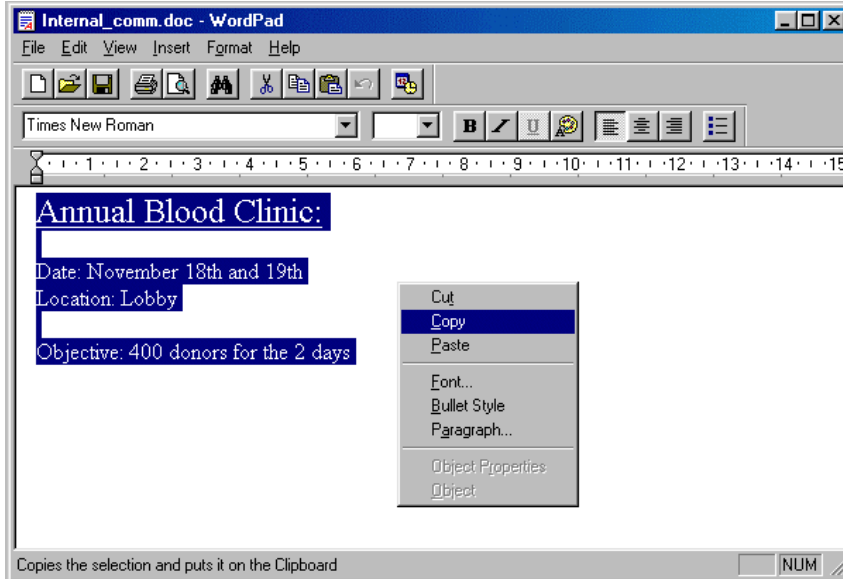 Internal_comm.doc - WordPad
File Edit View Insert Format Help
Times New Roman
B I U
1 2 3 4 5 6 7 8 9 10 11 12 13 14 15
Annual Blood Clinic:
Date: November 18th and 19th
Location: Lobby
Objective: 400 donors for the 2 days
Cut
Copy
Paste
Font...
Bullet Style
Paragraph...
Object Properties
Object
Copies the selection and puts it on the Clipboard
NUM